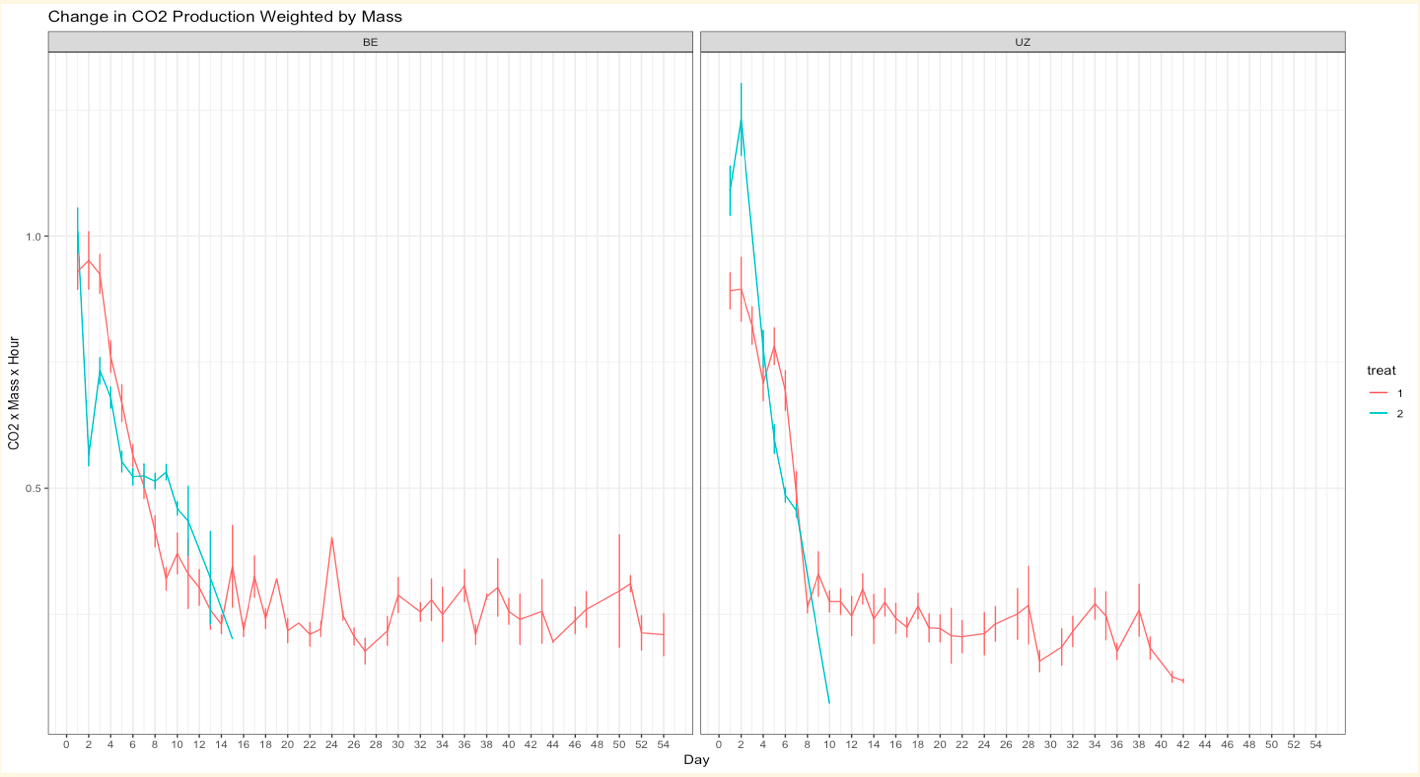 Change in CO2 Production Weighted by Mass
BE
UZ
CO2 x Mass x Hour
1.0
0.5
0 2 4 6 8 10 12 14 16 18 20 22 24 26 28 30 32 34 36 38 40 42 44 46 48 50 52 54
0 2 4 6 8 10 12 14 16 18 20 22 24 26 28 30 32 34 36 38 40 42 44 46 48 50 52 54
Day
treat
1
2